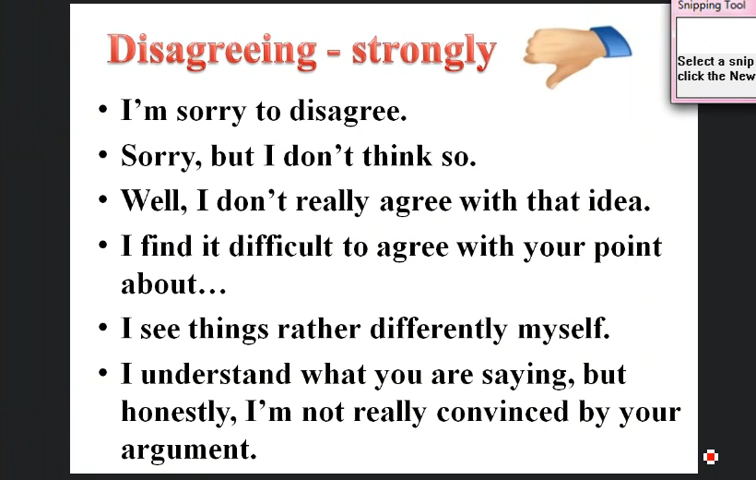 Snipping Tool
Select a snip
click the New
Disagreeing - strongly
• I’m sorry to disagree.
• Sorry, but I don’t think so.
• Well, I don’t really agree with that idea.
• I find it difficult to agree with your point
about…
• I see things rather differently myself.
• I understand what you are saying, but
honestly, I’m not really convinced by your
argument.